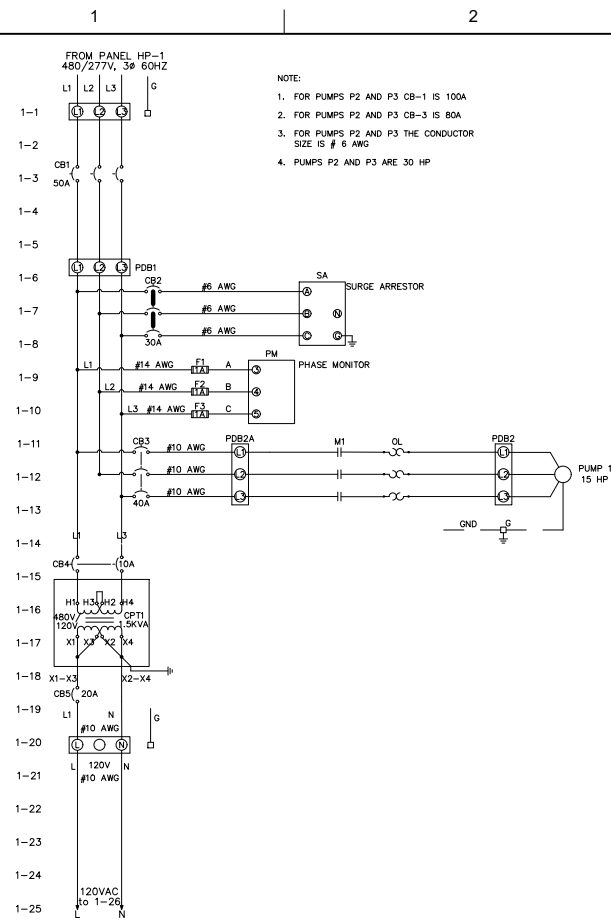 1 2
FROM PANEL HP-1
480/277V, 3ø 60HZ
L1 L2 L3 G
NOTE:
1. FOR PUMPS P2 AND P3 CB-1 IS 100A
2. FOR PUMPS P2 AND P3 CB-3 IS 80A
3. FOR PUMPS P2 AND P3 THE CONDUCTOR
SIZE IS # 6 AWG
4. PUMPS P2 AND P3 ARE 30 HP
1-1 L1 L2 L3
1-2
CB1
1-3 50A
1-4
1-5
L1 L2 L3 PDB1
1-6 CB2 #6 AWG SA
A SURGE ARRESTOR
1-7 #6 AWG B N
30A #6 AWG C G
1-8
PM
L1 #14 AWG F1 1A A 3 PHASE MONITOR
1-9
L2 #14 AWG F2 1A B 4
1-10 L3 #14 AWG F3 1A C 5
1-11 CB3 #10 AWG PDB2A L1 M1 OL PDB2 L1
1-12 #10 AWG L2 L2 PUMP 1
15 HP
40A #10 AWG L3 L3
1-13
GND G
1-14 L1 L3
CB4 10A
1-15
1-16 H1 H3 H2 H4
480V CPT1
120V 1.5KVA
1-17 X1 X3 X2 X4
1-18 X1-X3 X2-X4
CB5 20A
1-19
L1 N G
#10 AWG
1-20 L N
L 120V N
1-21 #10 AWG
1-22
1-23
1-24
120VAC
1-25 to 1-26
L N